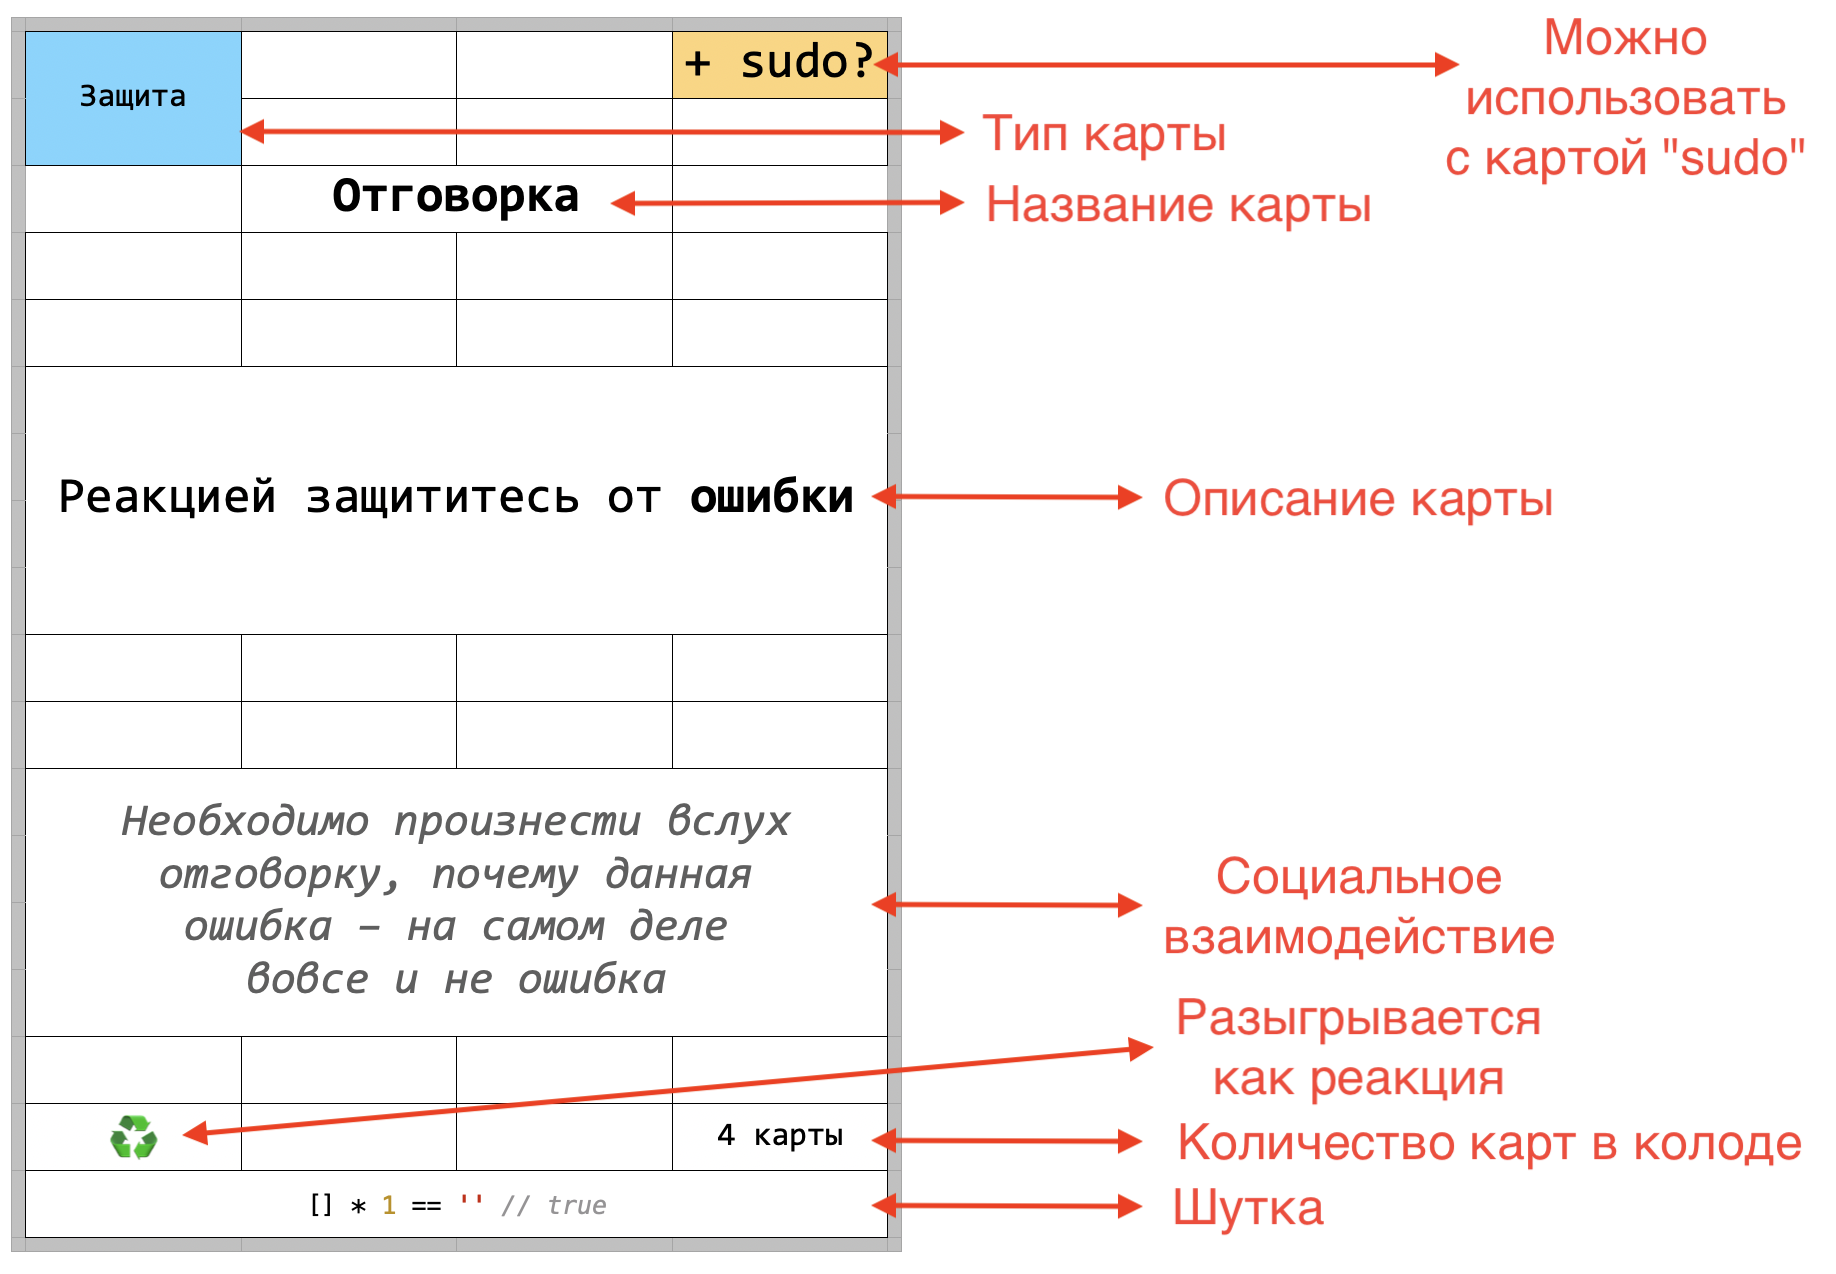 Защита
+ sudo?
Можно
использовать
с картой "sudo"
Тип карты
Отговорка
Название карты
Реакцией защититесь от ошибки
Описание карты
Необходимо произнести вслух
отговорку, почему данная
ошибка – на самом деле
вовсе и не ошибка
Социальное
взаимодействие
Разыгрывается
как реакция
4 карты
Количество карт в колоде
[] * 1 == '' // true
Шутка